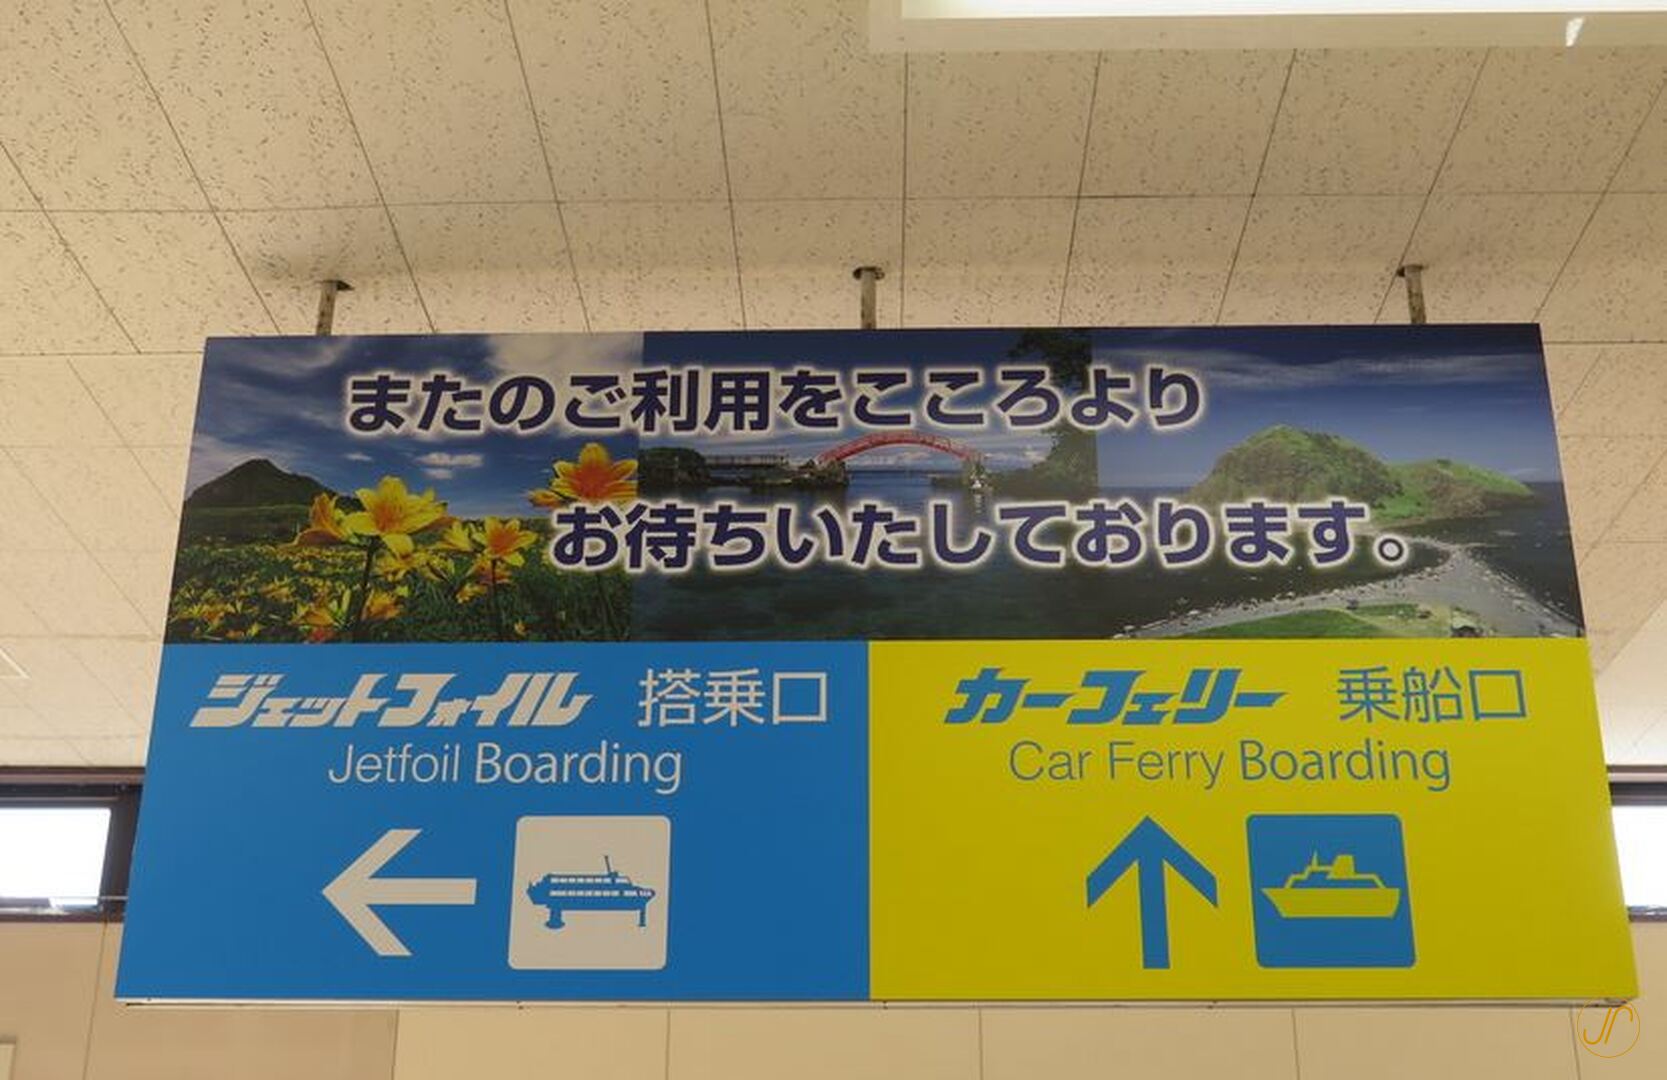 またのご利用をこころより
お待ちいたしております。
ジェットフォイル 搭乗口
Jetfoil Boarding
カーフェリー 乗船口
Car Ferry Boarding